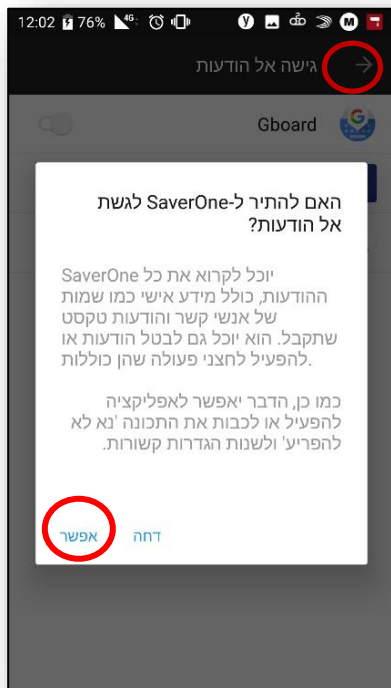 12:02 76% 4G
גישה אל הודעות
Gboard
האם להתיר ל-SaverOne לגשת
אל הודעות?
SaverOne יוכל לקרוא את כל
ההודעות, כולל מידע אישי כמו שמות
של אנשי קשר והודעות טקסט
שתקבל. הוא יוכל גם לבטל הודעות או
להפעיל לחצני פעולה שהן כוללות.
כמו כן, הדבר יאפשר לאפליקציה
להפעיל או לכבות את התכונה 'נא לא
להפריע' ולשנות הגדרות קשורות.
דחה אפשר